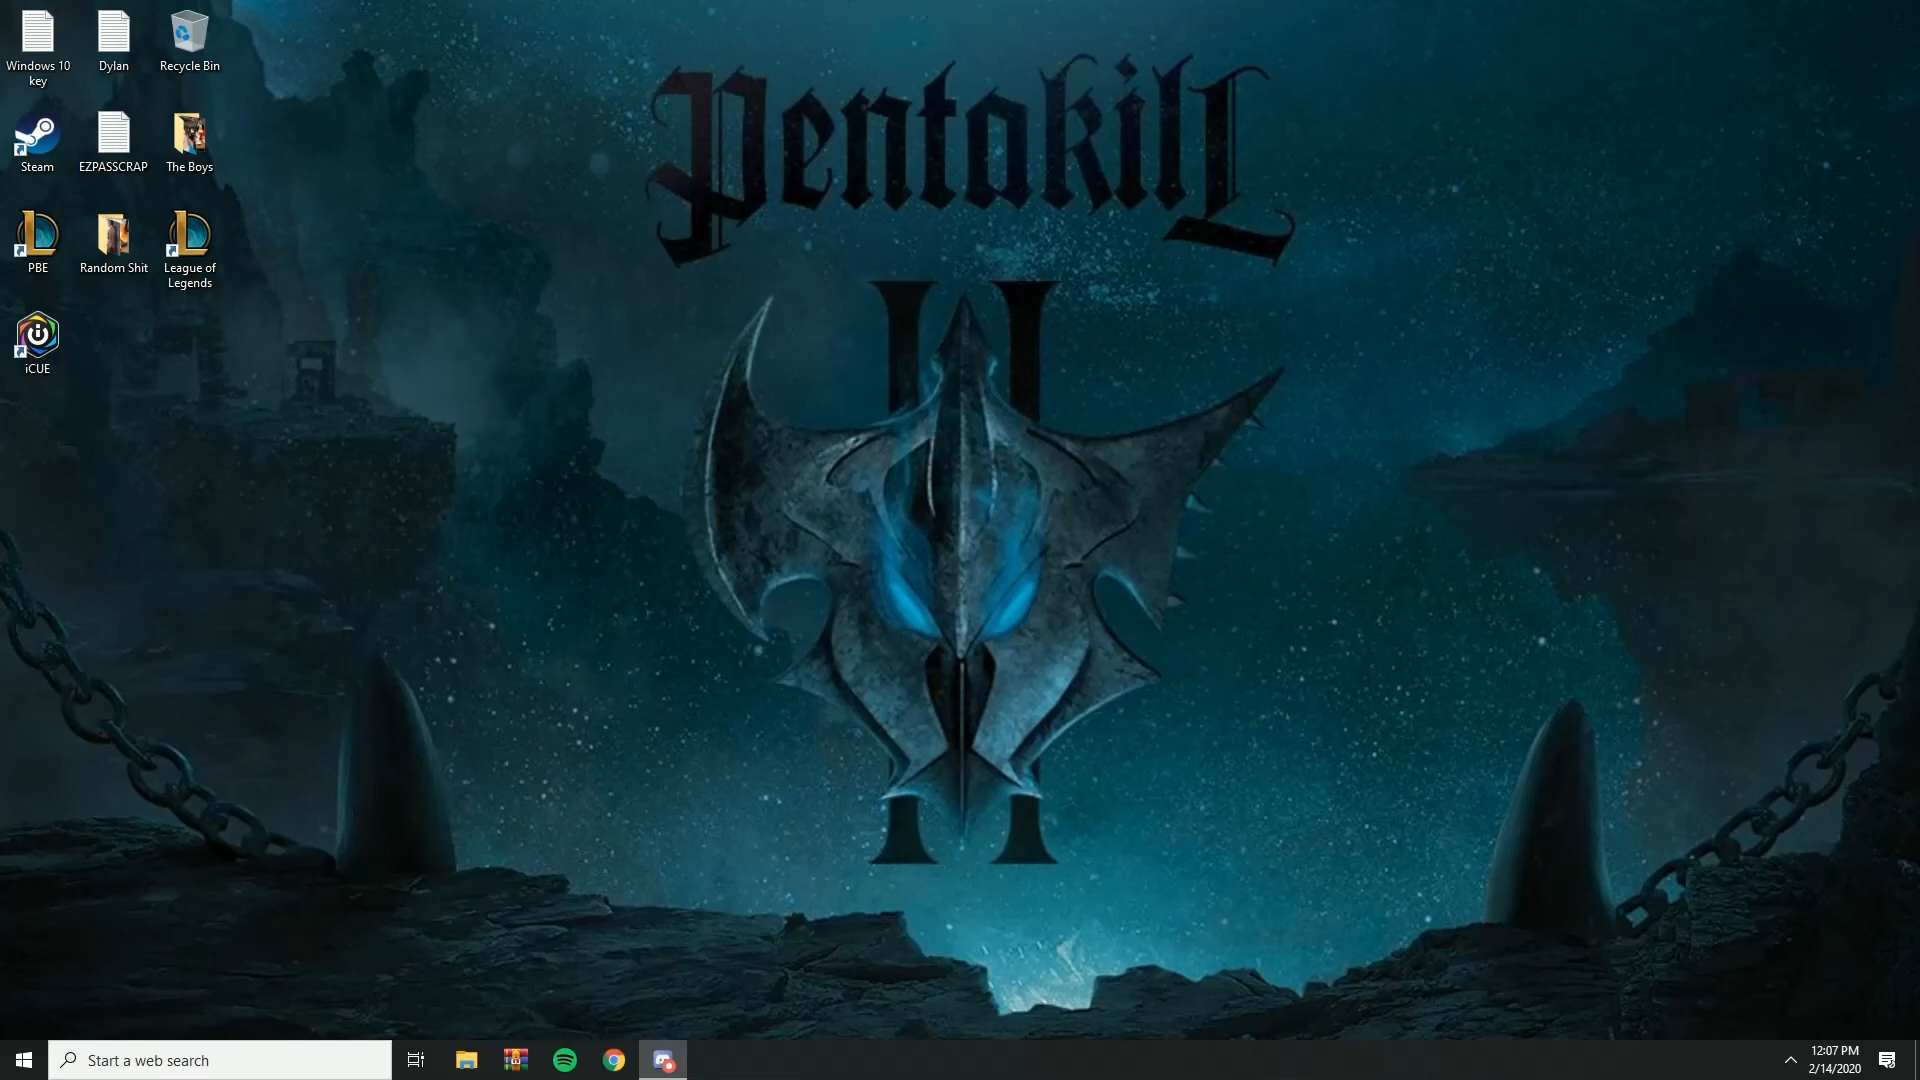 Windows 10
key
Dylan
Recycle Bin
Steam
EZPASSCRAP
The Boys
PBE
Random Shit
League of
Legends
iCUE
Pentakill
II
Start a web search
12:07 PM
2/14/2020